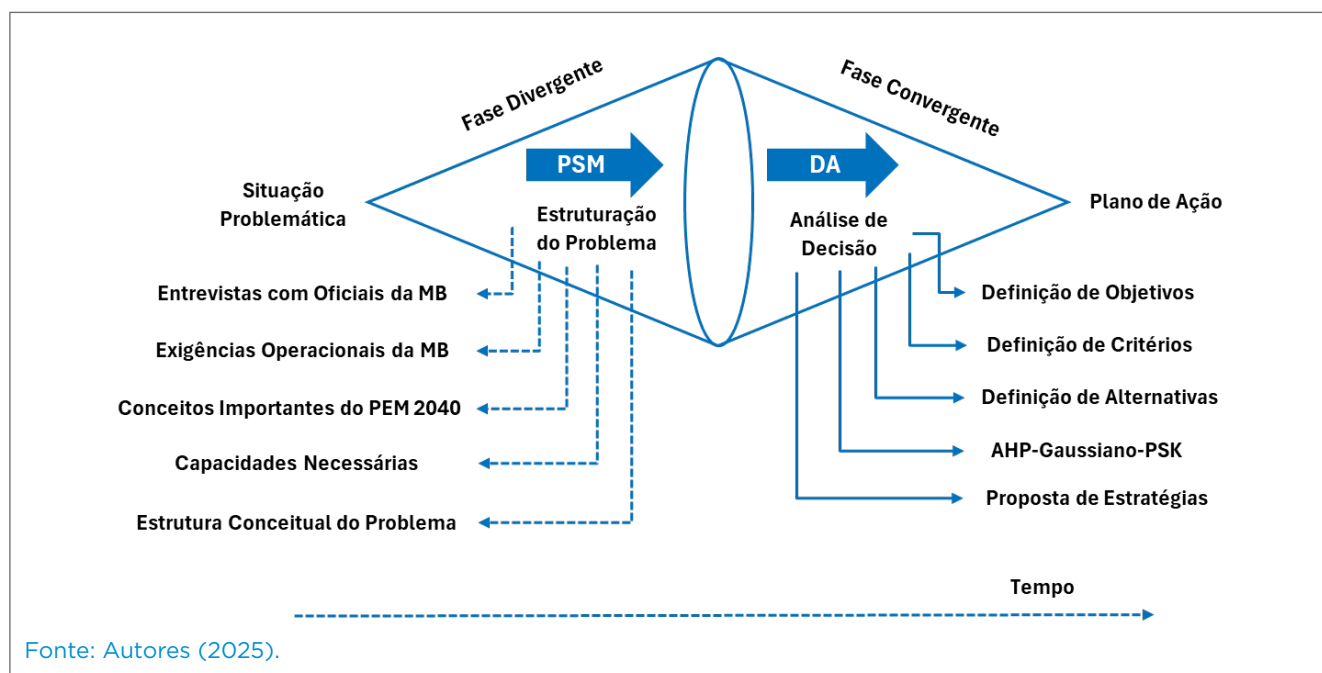 Fase Divergente
Fase Convergente
PSM
DA
Situação
Problemática
Estruturação
do Problema
Análise de
Decisão
Plano de Ação
Entrevistas com Oficiais da MB
Exigências Operacionais da MB
Conceitos Importantes do PEM 2040
Capacidades Necessárias
Estrutura Conceitual do Problema
Definição de Objetivos
Definição de Critérios
Definição de Alternativas
AHP-Gaussiano-PSK
Proposta de Estratégias
Tempo
Fonte: Autores (2025).